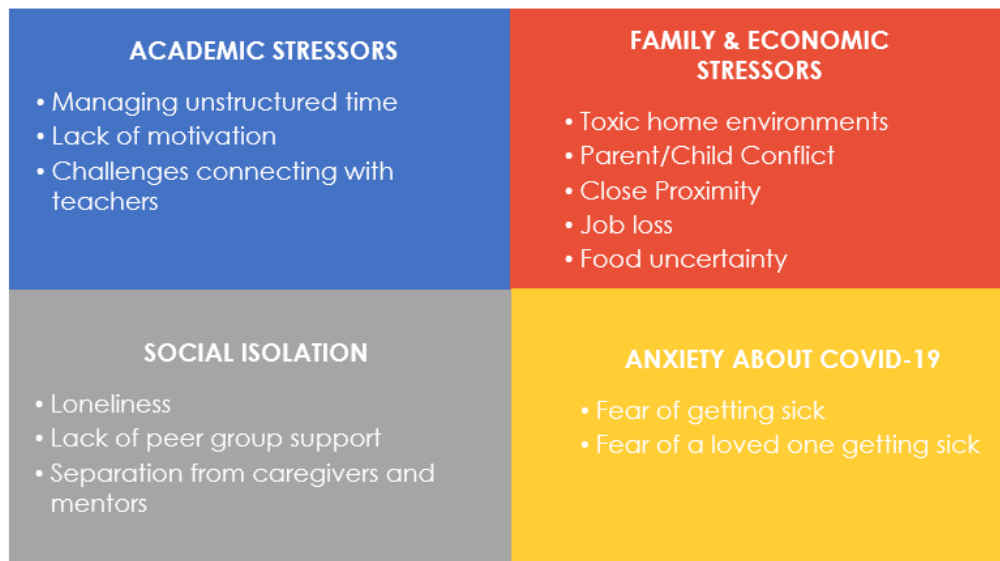 ACADEMIC STRESSORS
• Managing unstructured time
• Lack of motivation
• Challenges connecting with
teachers
FAMILY & ECONOMIC
STRESSORS
• Toxic home environments
• Parent/Child Conflict
• Close Proximity
• Job loss
• Food uncertainty
SOCIAL ISOLATION
• Loneliness
• Lack of peer group support
• Separation from caregivers and
mentors
ANXIETY ABOUT COVID-19
• Fear of getting sick
• Fear of a loved one getting sick